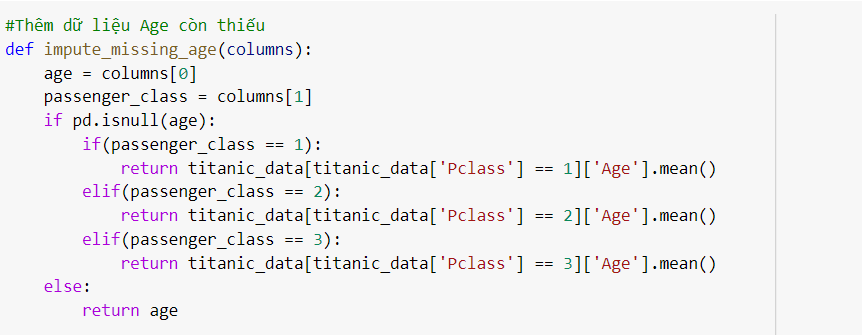 #Thêm dữ liệu Age còn thiếu
def impute_missing_age(columns):
    age = columns[0]
    passenger_class = columns[1]
    if pd.isnull(age):
        if(passenger_class == 1):
            return titanic_data[titanic_data['Pclass'] == 1]['Age'].mean()
        elif(passenger_class == 2):
            return titanic_data[titanic_data['Pclass'] == 2]['Age'].mean()
        elif(passenger_class == 3):
            return titanic_data[titanic_data['Pclass'] == 3]['Age'].mean()
    else:
        return age